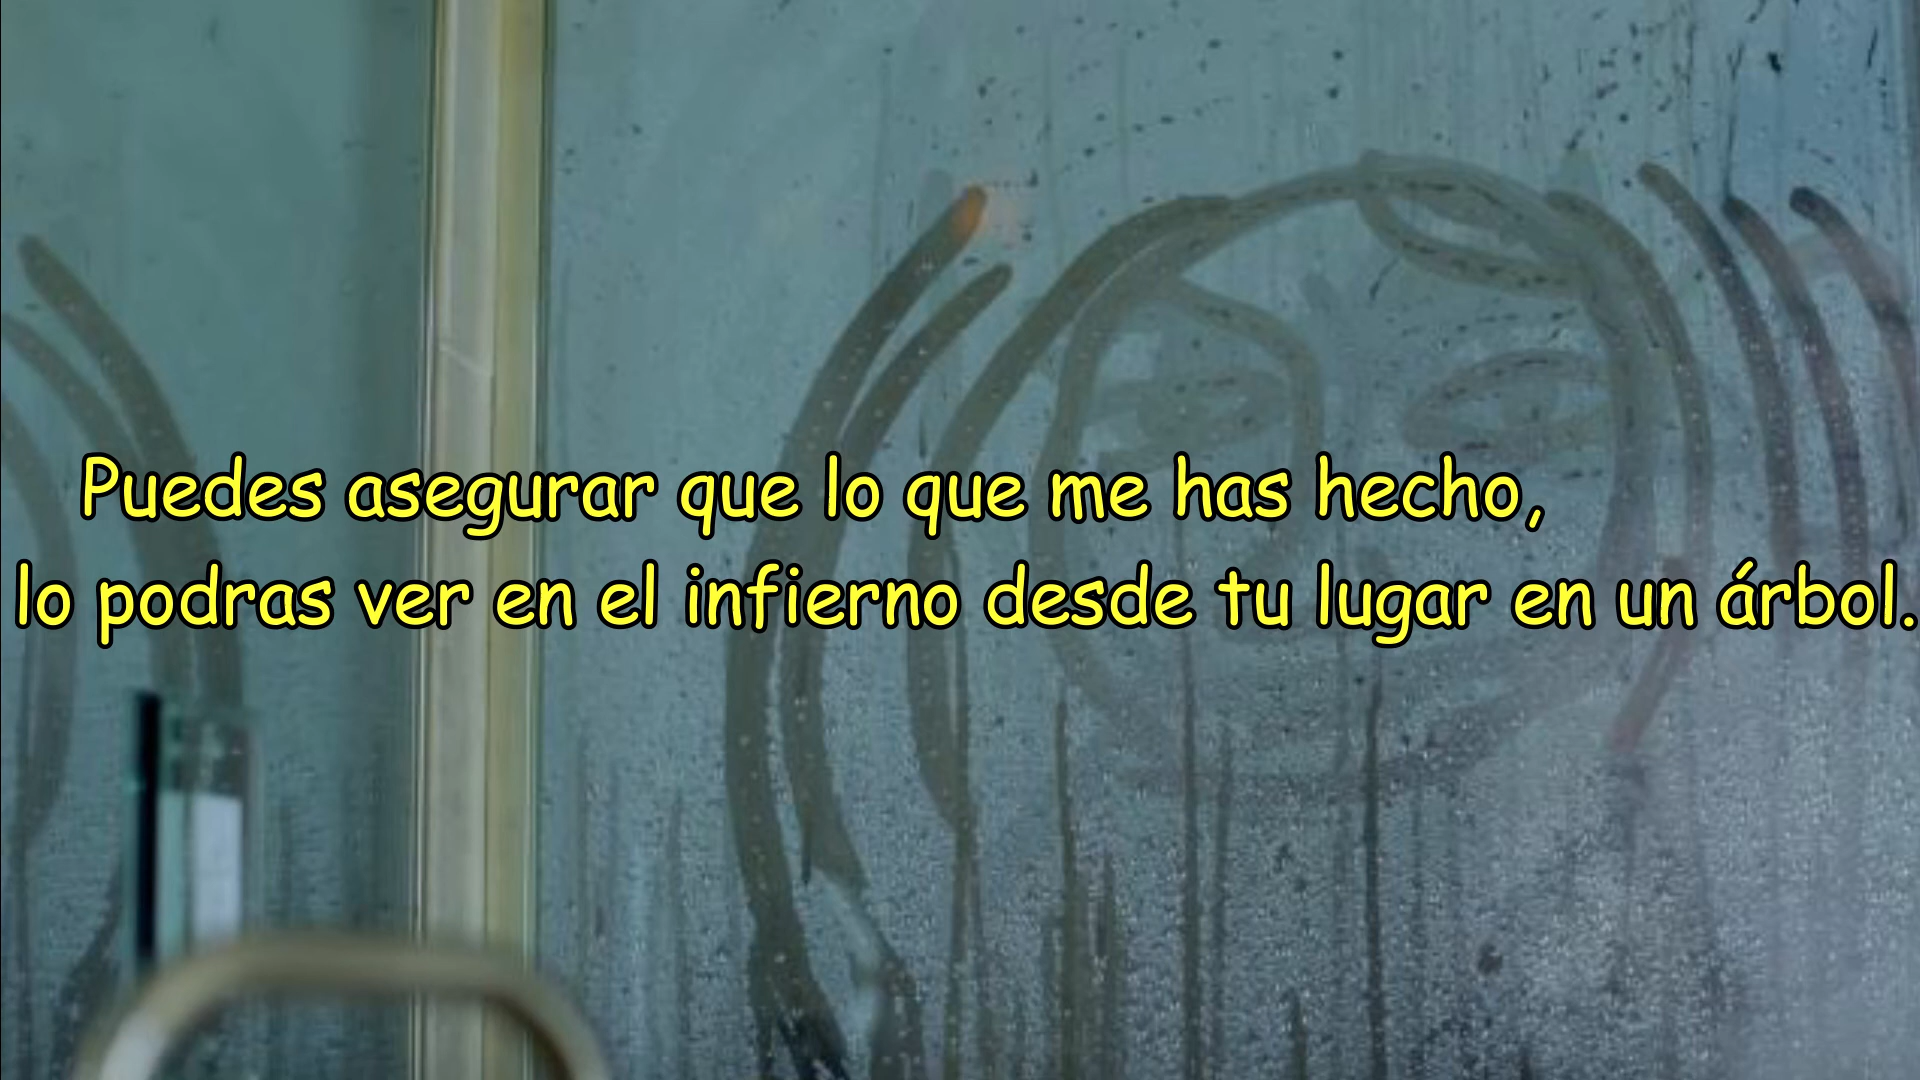 Puedes asegurar que lo que me has hecho,
lo podras ver en el infierno desde tu lugar en un árbol.